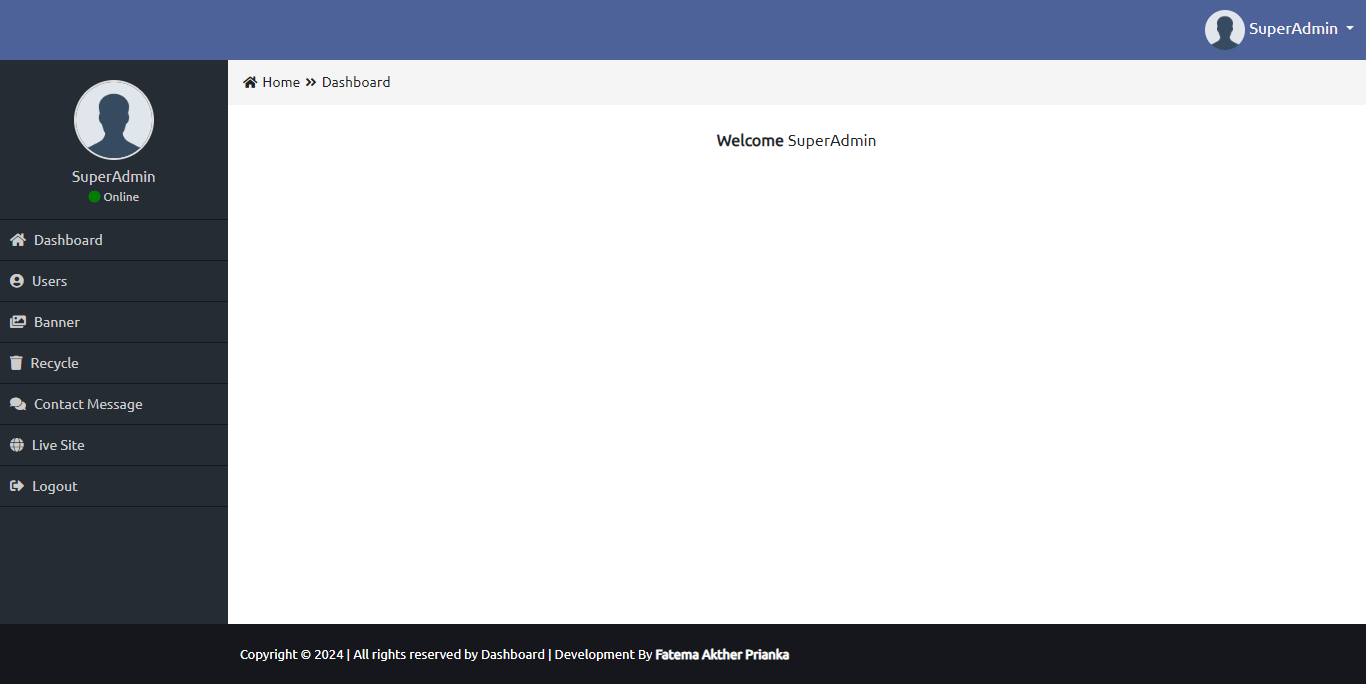 SuperAdmin
Home » Dashboard
SuperAdmin
Online
Welcome SuperAdmin
Dashboard
Users
Banner
Recycle
Contact Message
Live Site
Logout
Copyright © 2024 | All rights reserved by Dashboard | Development By Fatema Akther Prianka